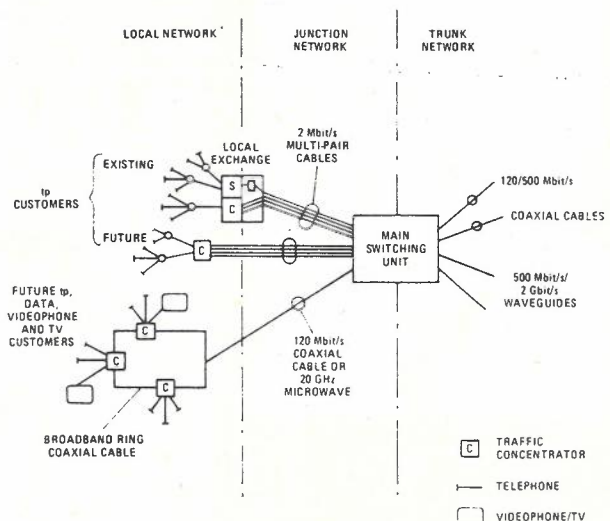 LOCAL NETWORK
JUNCTION
NETWORK
TRUNK
NETWORK
EXISTING
tp
CUSTOMERS
FUTURE
LOCAL
EXCHANGE
S
C
2 Mbit/s
MULTI-PAIR
CABLES
C
MAIN
SWITCHING
UNIT
120/500 Mbit/s
COAXIAL CABLES
500 Mbit/s/
2 Gbit/s
WAVEGUIDES
FUTURE tp,
DATA,
VIDEOPHONE
AND TV
CUSTOMERS
C
C
C
120 Mbit/s
COAXIAL
CABLE OR
20 GHz
MICROWAVE
BROADBAND RING
COAXIAL CABLE
C
TRAFFIC
CONCENTRATOR
TELEPHONE
VIDEOPHONE/TV